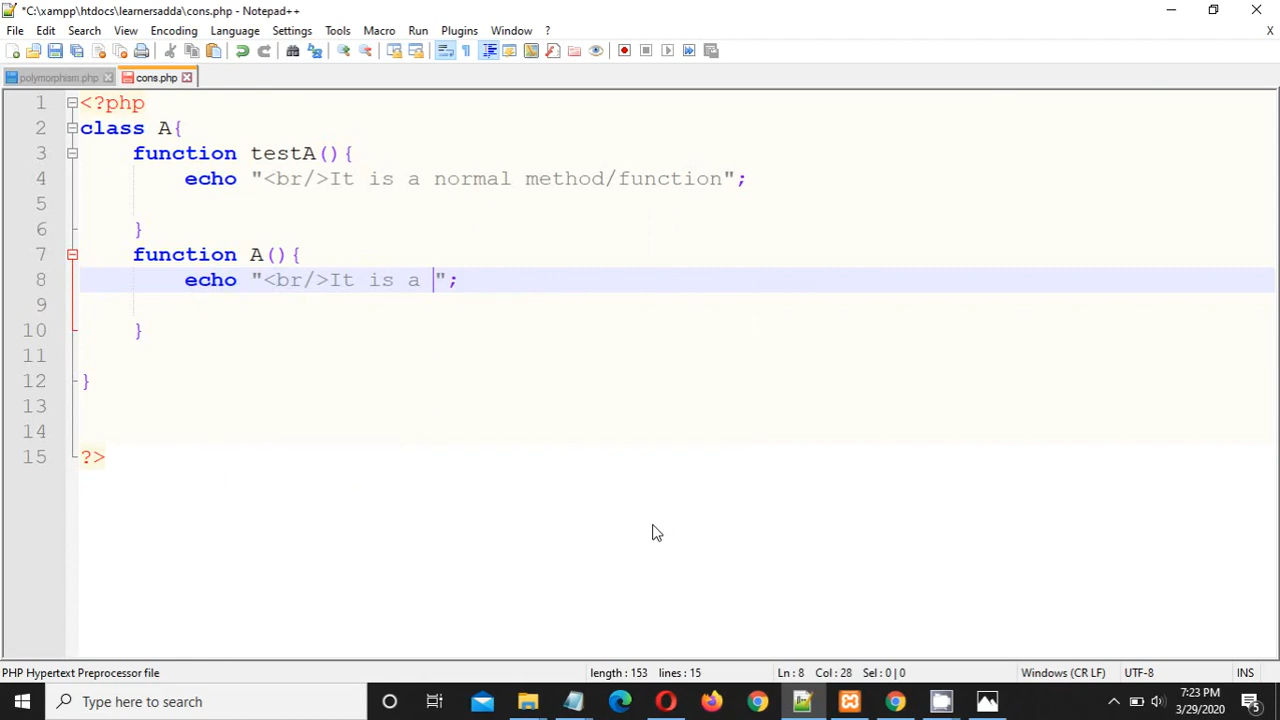 *C:\xampp\htdocs\learnersadda\cons.php - Notepad++
File Edit Search View Encoding Language Settings Tools Macro Run Plugins Window ? X
polymorphism.php cons.php
1 <?php
2 class A{
3 function testA(){
4 echo "<br/>It is a normal method/function";
5
6 }
7 function A(){
8 echo "<br/>It is a ";
9
10 }
11
12 }
13
14
15 ?>
PHP Hypertext Preprocessor file length : 153 lines : 15 Ln : 8 Col : 28 Sel : 0 | 0 Windows (CR LF) UTF-8 INS
Type here to search 7:23 PM
3/29/2020 5